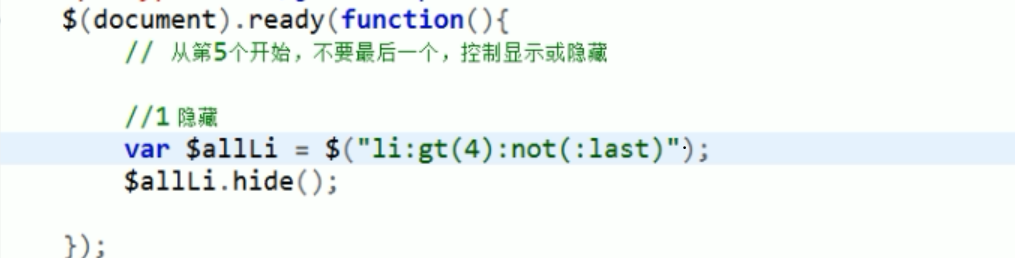 $(document).ready(function(){
// 从第5个开始，不要最后一个，控制显示或隐藏
//1 隐藏
var $allLi = $("li:gt(4):not(:last)");
$allLi.hide();
});